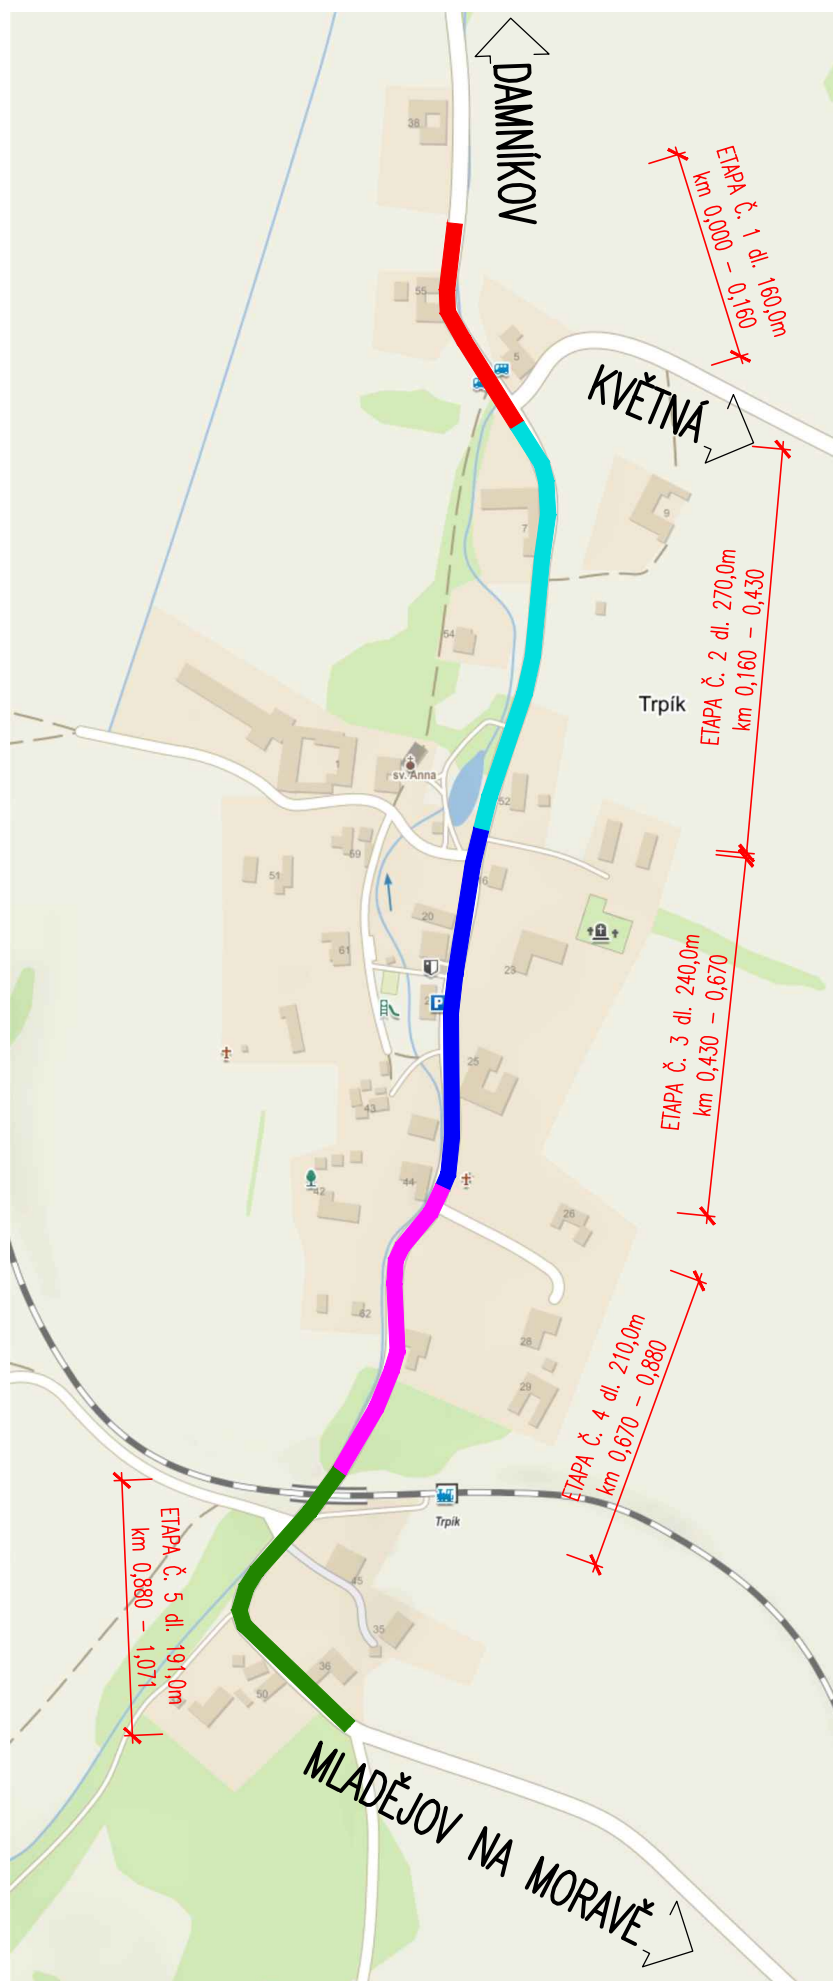 DAMNÍKOV
38
ETAPA Č. 1 dl. 160,0m
km 0,000 – 0,160
55
5
KVĚTNÁ
7
9
ETAPA Č. 2 dl. 270,0m
km 0,160 – 0,430
54
Trpík
1
sv. Anna
52
59
51
16
20
61
23
ETAPA Č. 3 dl. 240,0m
km 0,430 – 0,670
P
25
43
44
42
26
62
28
29
ETAPA Č. 4 dl. 210,0m
km 0,670 – 0,880
Trpík
ETAPA Č. 5 dl. 191,0m
km 0,880 – 1,071
45
35
36
50
MLADĚJOV NA MORAVĚ